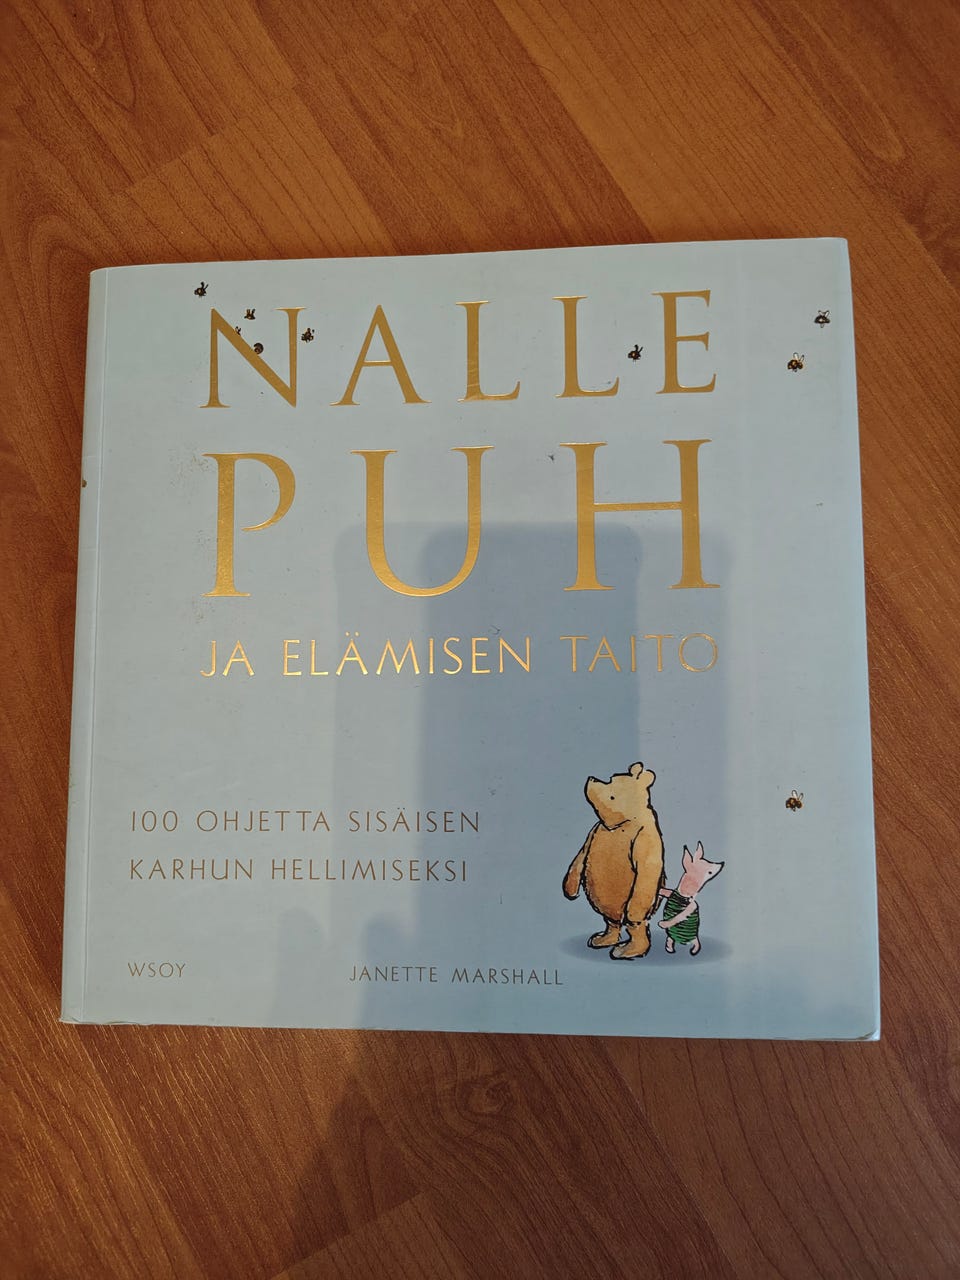 NALLE
PUH
JA ELÄMISEN TAITO
100 OHJETTA SISÄISEN
KARHUN HELLIMISEKSI
WSOY JANETTE MARSHALL